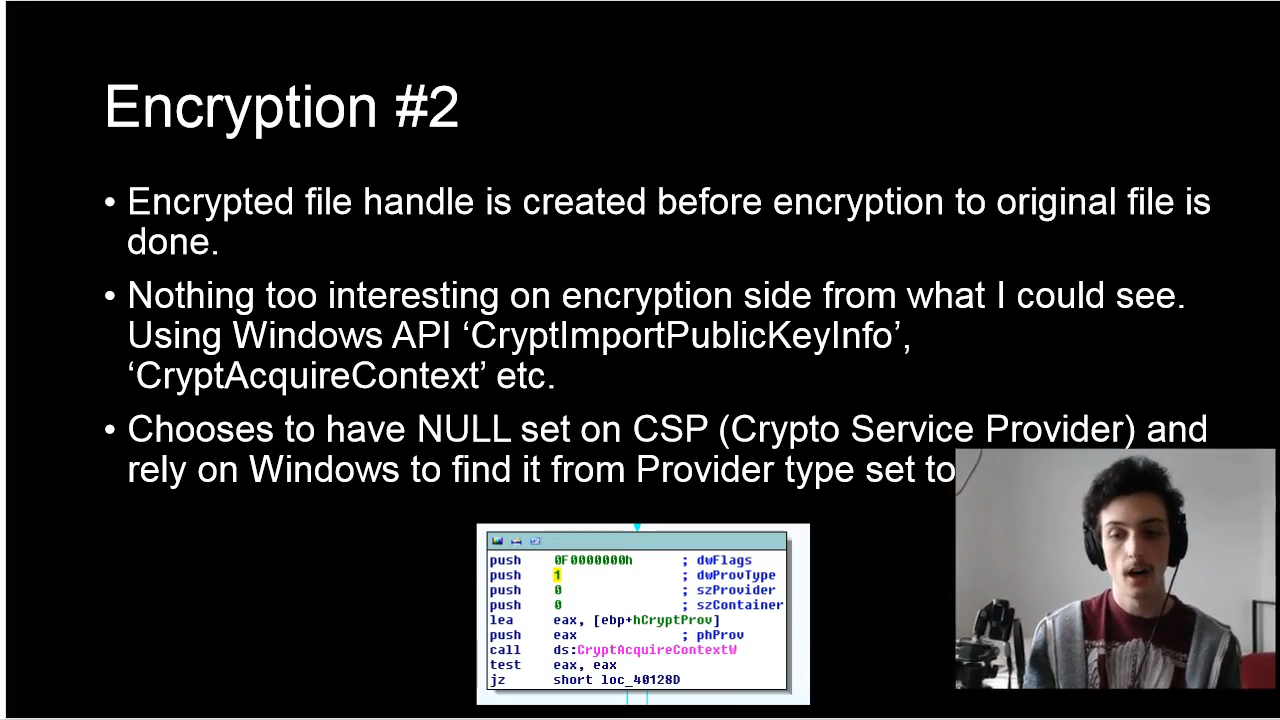 Encryption #2
• Encrypted file handle is created before encryption to original file is
done.
• Nothing too interesting on encryption side from what I could see.
Using Windows API ‘CryptImportPublicKeyInfo’,
‘CryptAcquireContext’ etc.
• Chooses to have NULL set on CSP (Crypto Service Provider) and
rely on Windows to find it from Provider type set to
push 0F0000000h ; dwFlags
push 1 ; dwProvType
push 0 ; szProvider
push 0 ; szContainer
lea eax, [ebp+hCryptProv]
push eax ; phProv
call ds:CryptAcquireContextW
test eax, eax
jz short loc_40128D